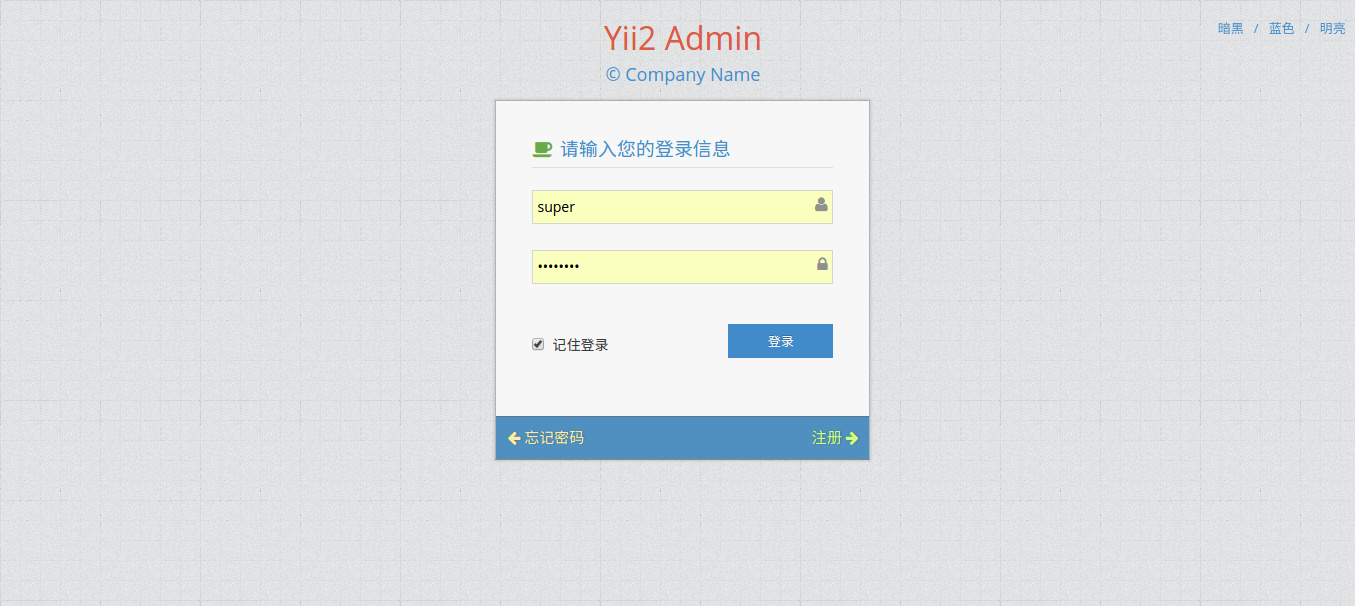 Yii2 Admin
暗黑 / 蓝色 / 明亮
© Company Name
请输入您的登录信息
super
••••••••
记住登录
登录
忘记密码
注册